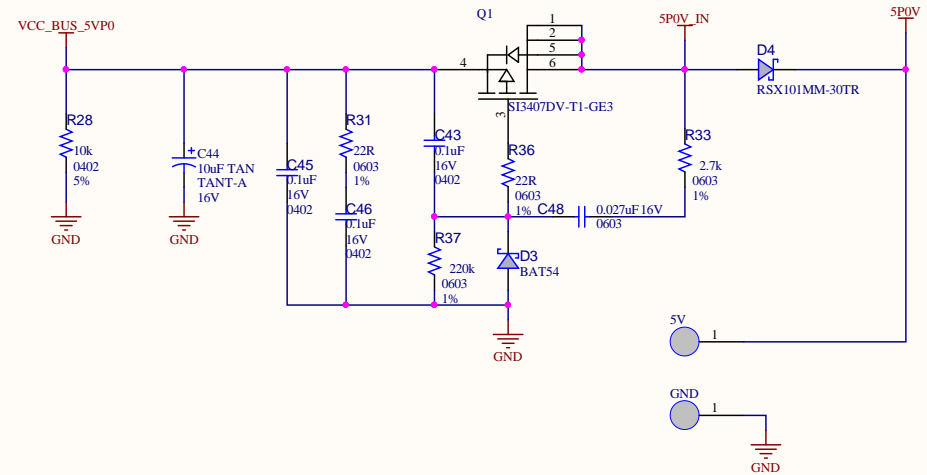 Q1
VCC_BUS_5VP0
5P0V_IN
5P0V
1
2
5
6
4
3
SI3407DV-T1-GE3
D4
RSX101MM-30TR
R28
10k
0402
5%
GND
+
C44
10uF TAN
TANT-A
16V
GND
C45
0.1uF
16V
0402
R31
22R
0603
1%
C46
0.1uF
16V
0402
C43
0.1uF
16V
0402
R36
22R
0603
1%
R33
2.7k
0603
1%
C48
0.027uF 16V
0603
R37
220k
0603
1%
D3
BAT54
GND
5V
1
GND
1
GND